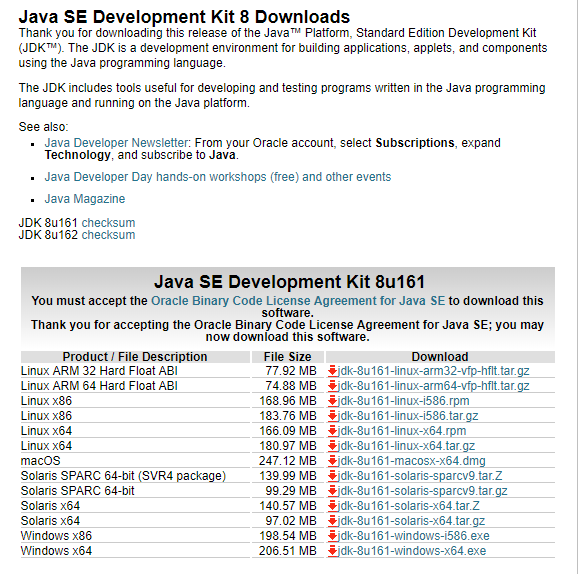 Java SE Development Kit 8 Downloads
Thank you for downloading this release of the Java™ Platform, Standard Edition Development Kit
(JDK™). The JDK is a development environment for building applications, applets, and components
using the Java programming language.
The JDK includes tools useful for developing and testing programs written in the Java programming
language and running on the Java platform.
See also:
Java Developer Newsletter: From your Oracle account, select Subscriptions, expand
Technology, and subscribe to Java.
Java Developer Day hands-on workshops (free) and other events
Java Magazine
JDK 8u161 checksum
JDK 8u162 checksum
Java SE Development Kit 8u161
You must accept the Oracle Binary Code License Agreement for Java SE to download this
software.
Thank you for accepting the Oracle Binary Code License Agreement for Java SE; you may
now download this software.
Product / File Description File Size Download
Linux ARM 32 Hard Float ABI 77.92 MB jdk-8u161-linux-arm32-vfp-hflt.tar.gz
Linux ARM 64 Hard Float ABI 74.88 MB jdk-8u161-linux-arm64-vfp-hflt.tar.gz
Linux x86 168.96 MB jdk-8u161-linux-i586.rpm
Linux x86 183.76 MB jdk-8u161-linux-i586.tar.gz
Linux x64 166.09 MB jdk-8u161-linux-x64.rpm
Linux x64 180.97 MB jdk-8u161-linux-x64.tar.gz
macOS 247.12 MB jdk-8u161-macosx-x64.dmg
Solaris SPARC 64-bit (SVR4 package) 139.99 MB jdk-8u161-solaris-sparcv9.tar.Z
Solaris SPARC 64-bit 99.29 MB jdk-8u161-solaris-sparcv9.tar.gz
Solaris x64 140.57 MB jdk-8u161-solaris-x64.tar.Z
Solaris x64 97.02 MB jdk-8u161-solaris-x64.tar.gz
Windows x86 198.54 MB jdk-8u161-windows-i586.exe
Windows x64 206.51 MB jdk-8u161-windows-x64.exe